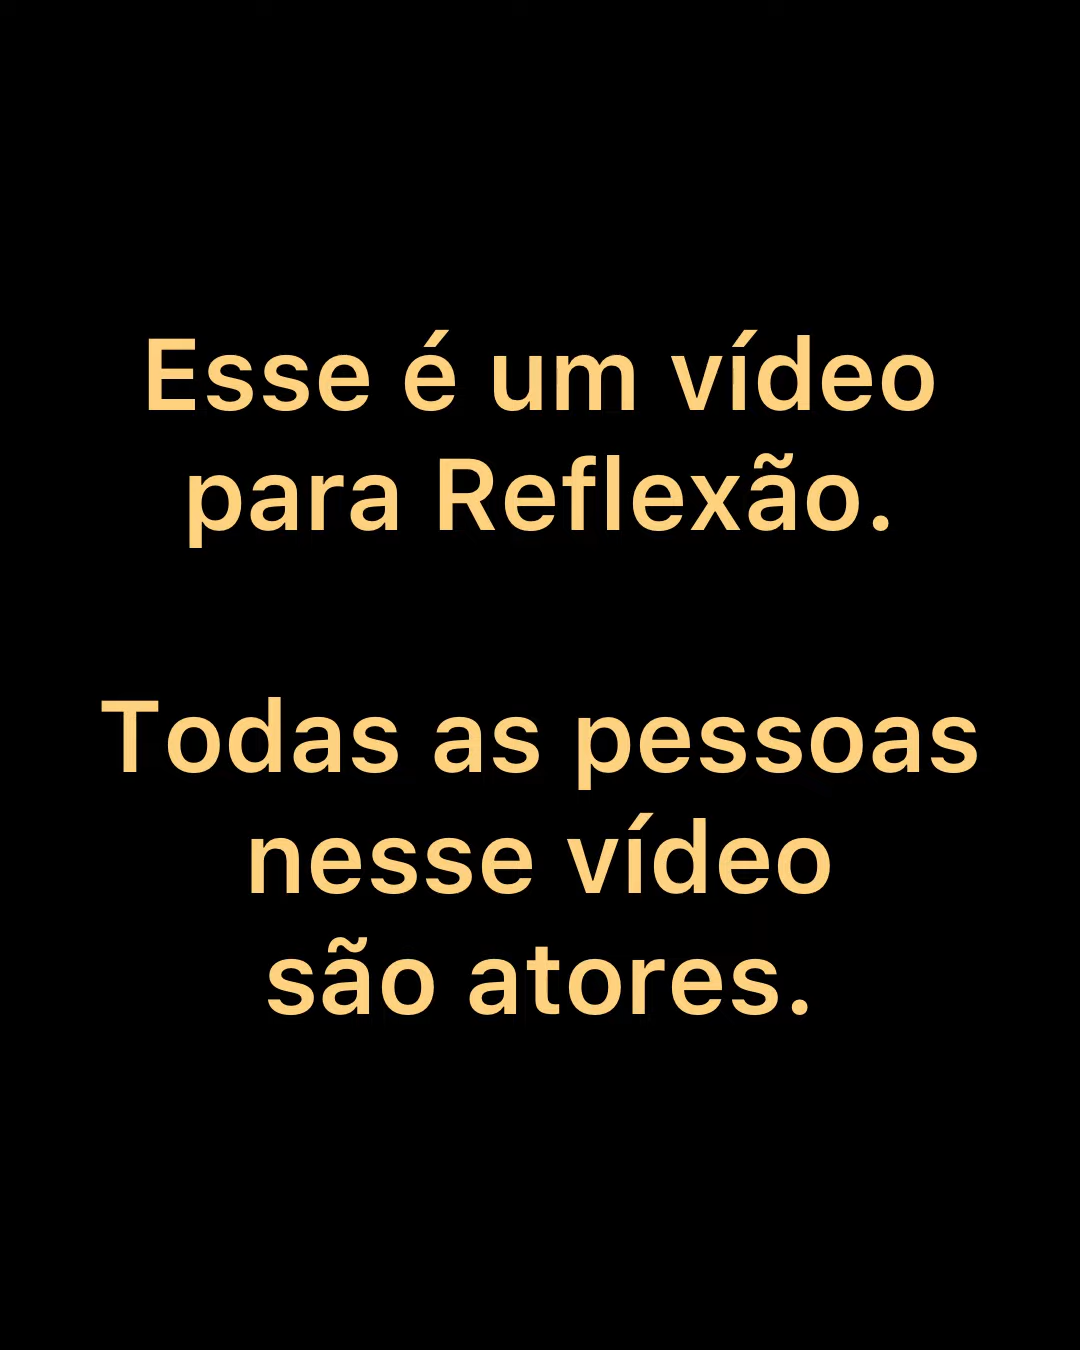 Esse é um vídeo
para Reflexão.
Todas as pessoas
nesse vídeo
são atores.